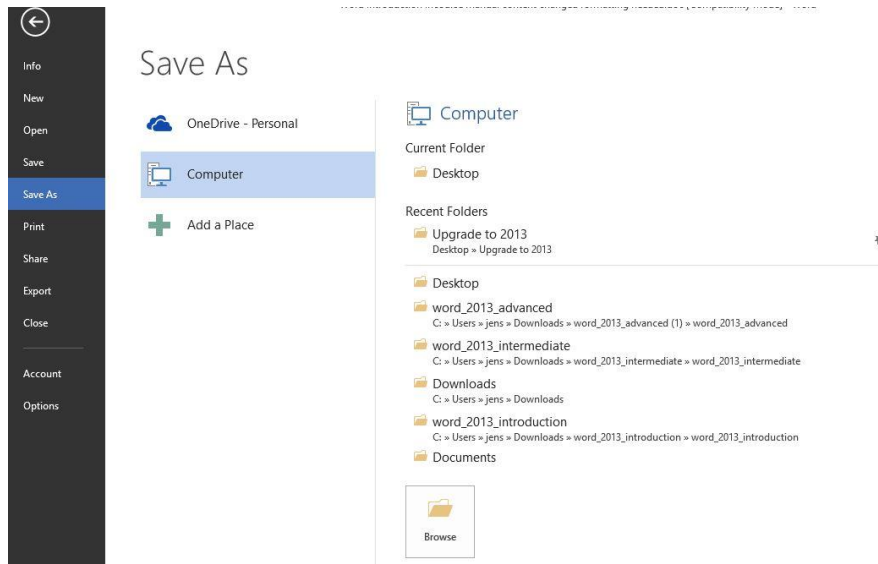 Info
New
Open
Save
Save As
Print
Share
Export
Close
Account
Options
Save As
OneDrive - Personal
Computer
Add a Place
Computer
Current Folder
Desktop
Recent Folders
Upgrade to 2013
Desktop » Upgrade to 2013
Desktop
word_2013_advanced
C: » Users » jens » Downloads » word_2013_advanced (1) » word_2013_advanced
word_2013_intermediate
C: » Users » jens » Downloads » word_2013_intermediate » word_2013_intermediate
Downloads
C: » Users » jens » Downloads
word_2013_introduction
C: » Users » jens » Downloads » word_2013_introduction » word_2013_introduction
Documents
Browse